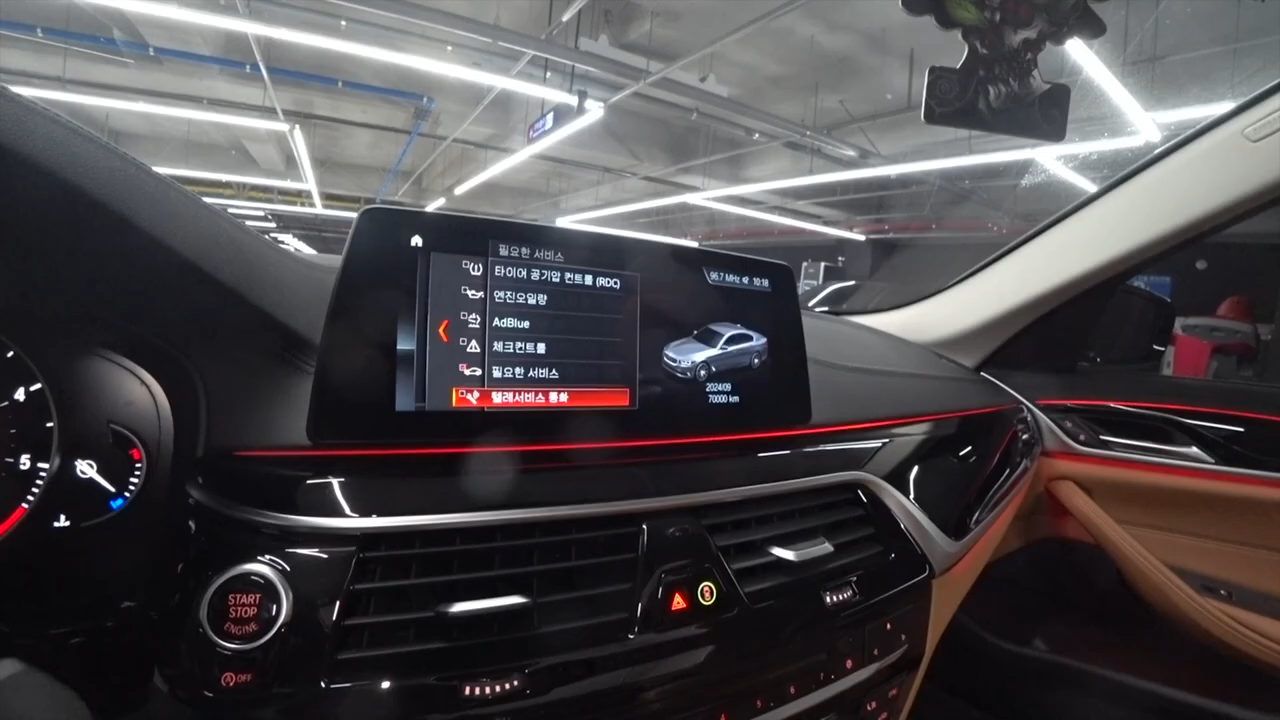 필요한 서비스
타이어 공기압 컨트롤 (RDC)
엔진오일량
AdBlue
체크컨트롤
필요한 서비스
텔레서비스 통화
96.7 MHz 10:18
2024/09
70000 km
4
5
START
STOP
ENGINE
OFF